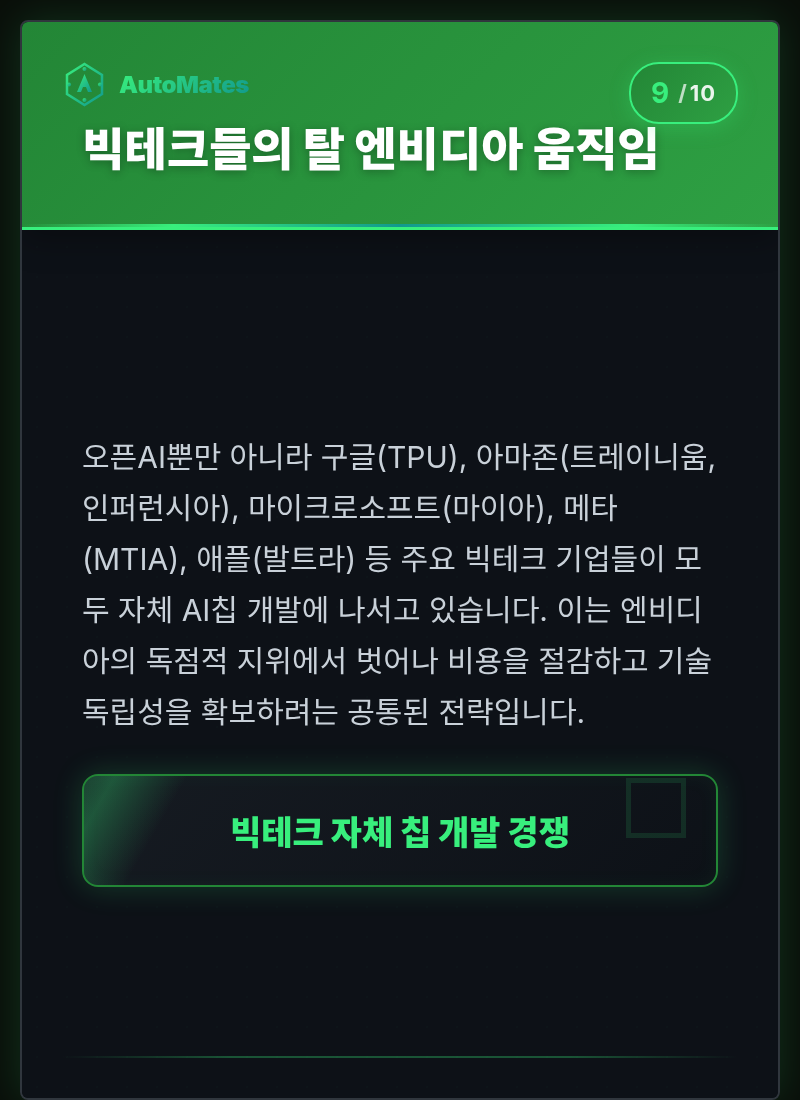 AutoMates
9 /10
빅테크들의 탈 엔비디아 움직임
오픈AI뿐만 아니라 구글(TPU), 아마존(트레이니움,
인퍼런시아), 마이크로소프트(마이아), 메타
(MTIA), 애플(발트라) 등 주요 빅테크 기업들이 모
두 자체 AI칩 개발에 나서고 있습니다. 이는 엔비디
아의 독점적 지위에서 벗어나 비용을 절감하고 기술
독립성을 확보하려는 공통된 전략입니다.
빅테크 자체 칩 개발 경쟁